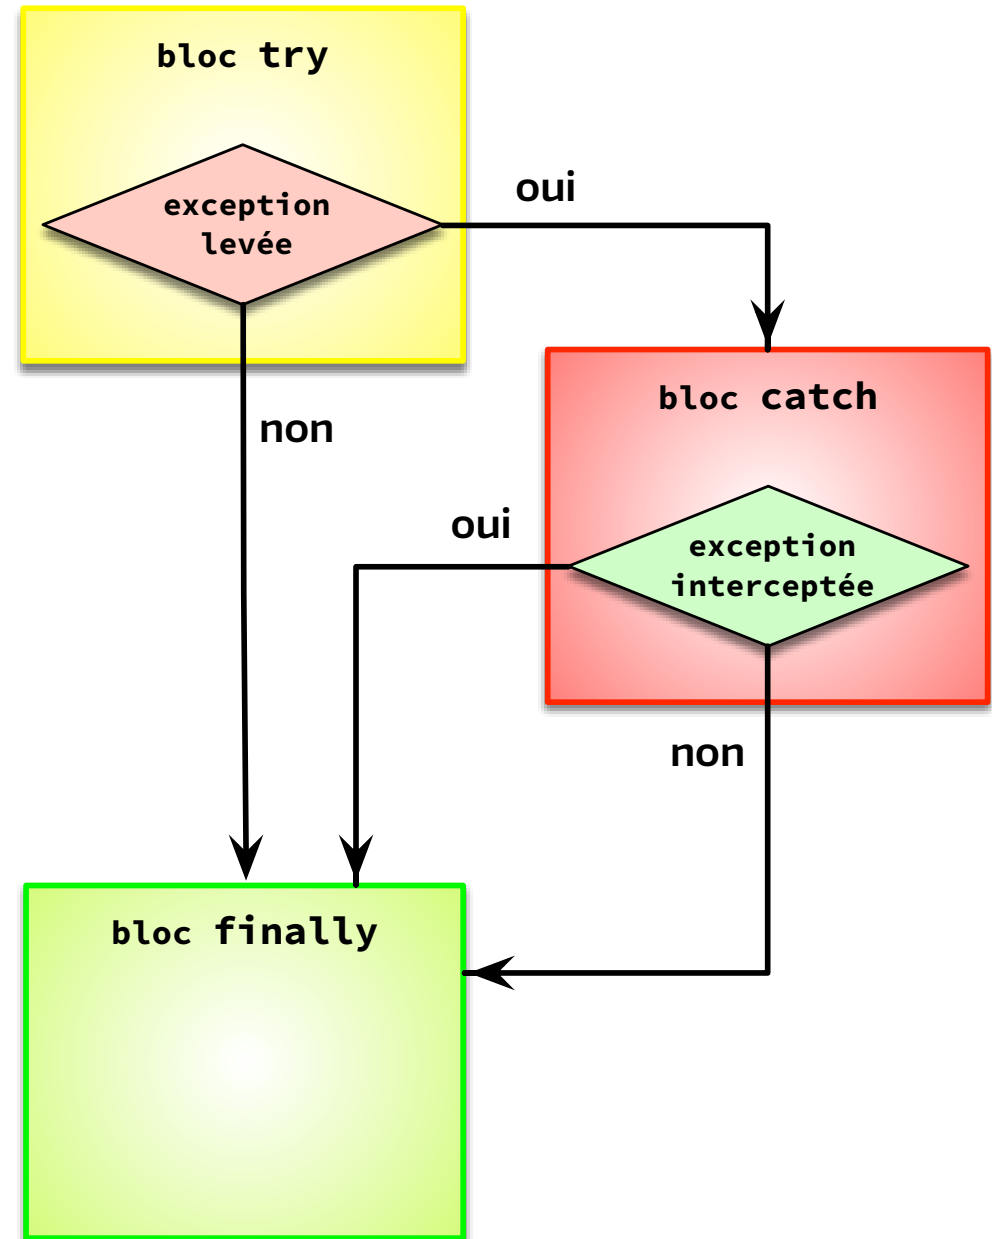 bloc try
exception
levée
oui
non
bloc catch
exception
interceptée
oui
non
bloc finally